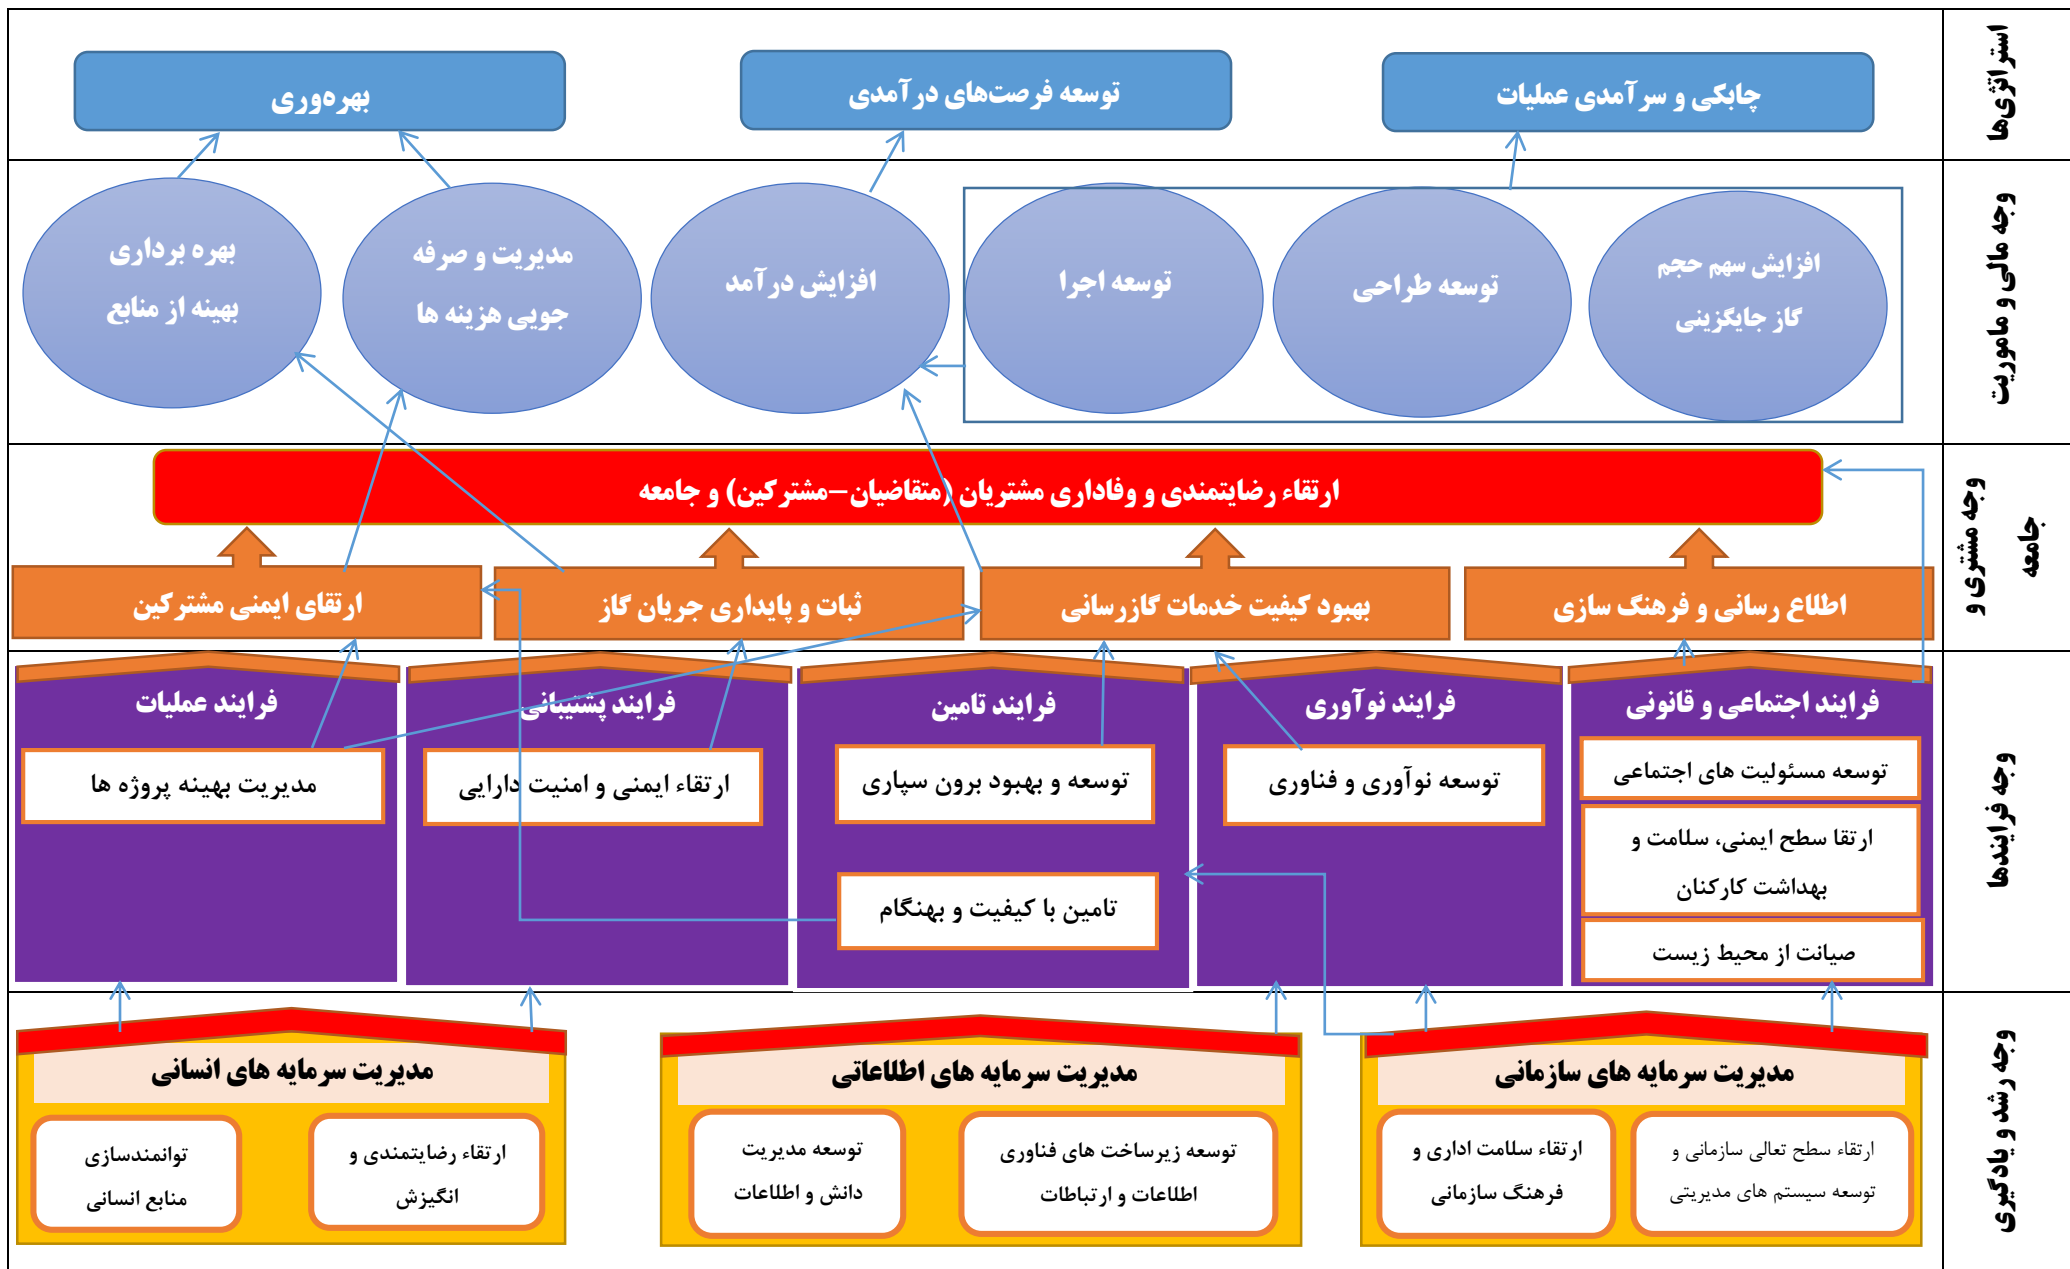 استراتژی‌ها
چابکی و سرآمدی عملیات
توسعه فرصت‌های درآمدی
بهره‌وری
وجه مالی و ماموریت
افزایش سهم حجم
گاز جایگزینی
توسعه طراحی
توسعه اجرا
افزایش درآمد
مدیریت و صرفه
جویی هزینه ها
بهره برداری
بهینه از منابع
وجه مشتری و
جامعه
ارتقاء رضایتمندی و وفاداری مشتریان (متقاضیان-مشترکین) و جامعه
اطلاع رسانی و فرهنگ سازی
بهبود کیفیت خدمات گازرسانی
ثبات و پایداری جریان گاز
ارتقای ایمنی مشترکین
وجه فرایندها
فرایند اجتماعی و قانونی
توسعه مسئولیت های اجتماعی
ارتقا سطح ایمنی، سلامت و
بهداشت کارکنان
صیانت از محیط زیست
فرایند نوآوری
توسعه نوآوری و فناوری
فرایند تامین
توسعه و بهبود برون سپاری
تامین با کیفیت و بهنگام
فرایند پشتیبانی
ارتقاء ایمنی و امنیت دارایی
فرایند عملیات
مدیریت بهینه پروژه ها
وجه رشد و یادگیری
مدیریت سرمایه های سازمانی
ارتقاء سطح تعالی سازمانی و
توسعه سیستم های مدیریتی
ارتقاء سلامت اداری و
فرهنگ سازمانی
مدیریت سرمایه های اطلاعاتی
توسعه زیرساخت های فناوری
اطلاعات و ارتباطات
توسعه مدیریت
دانش و اطلاعات
مدیریت سرمایه های انسانی
ارتقاء رضایتمندی و
انگیزش
توانمندسازی
منابع انسانی